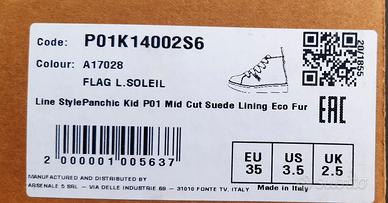 Code: P01K14002S6
Colour: A17028
FLAG L.SOLEIL
20/1855
Line StylePanchic Kid P01 Mid Cut Suede Lining Eco Fur
EAC
2 000001 005637
EU US UK
35 3.5 2.5
MANUFACTURED AND DISTRIBUTED BY
ARSENALE 5 SRL – VIA DELLE INDUSTRIE 69 – 31010 FONTE TV. ITALY
Made in Italy